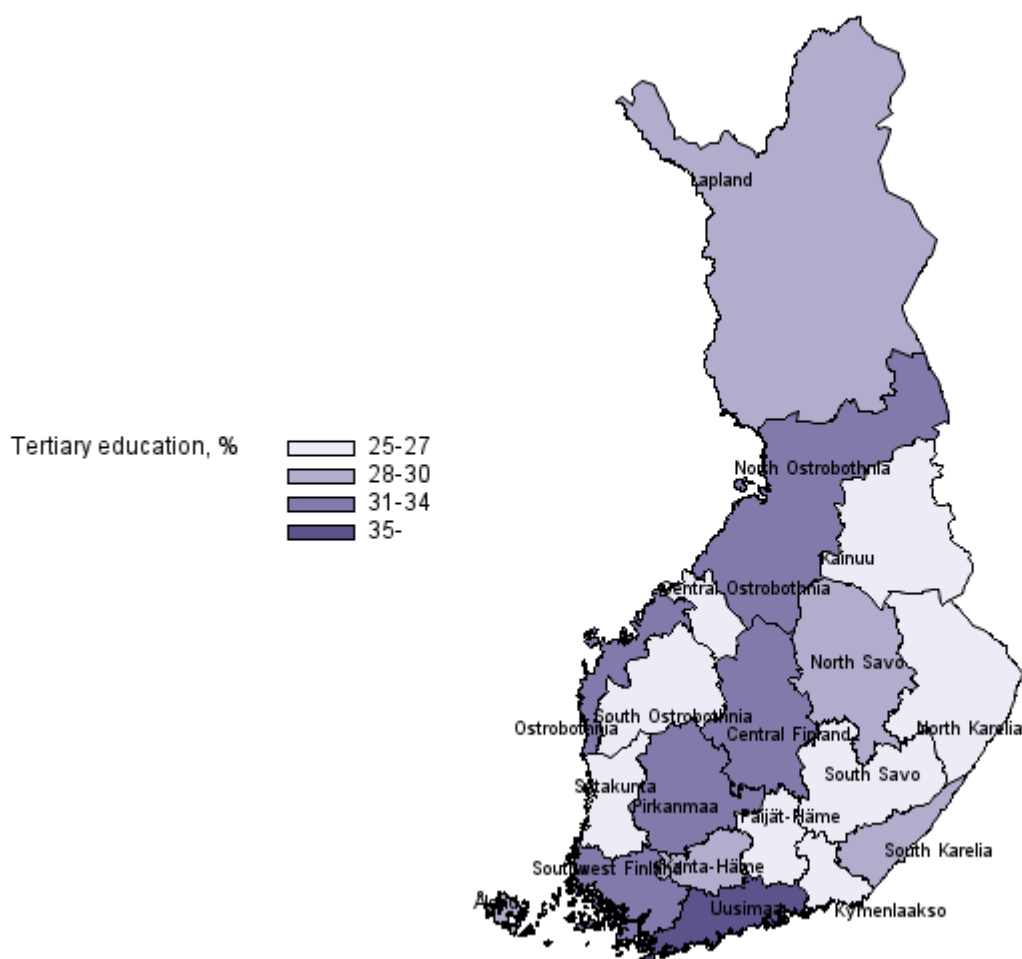 Lapland
Tertiary education, %
25-27
28-30
31-34
35-
North Ostrobothnia
Kainuu
Central Ostrobothnia
North Savo
South Ostrobothnia
Ostrobothnia
North Karelia
Central Finland
South Savo
Satakunta
Pirkanmaa
Päijät-Häme
South Karelia
Southwest Finland
Kanta-Häme
Åland
Uusimaa
Kymenlaakso